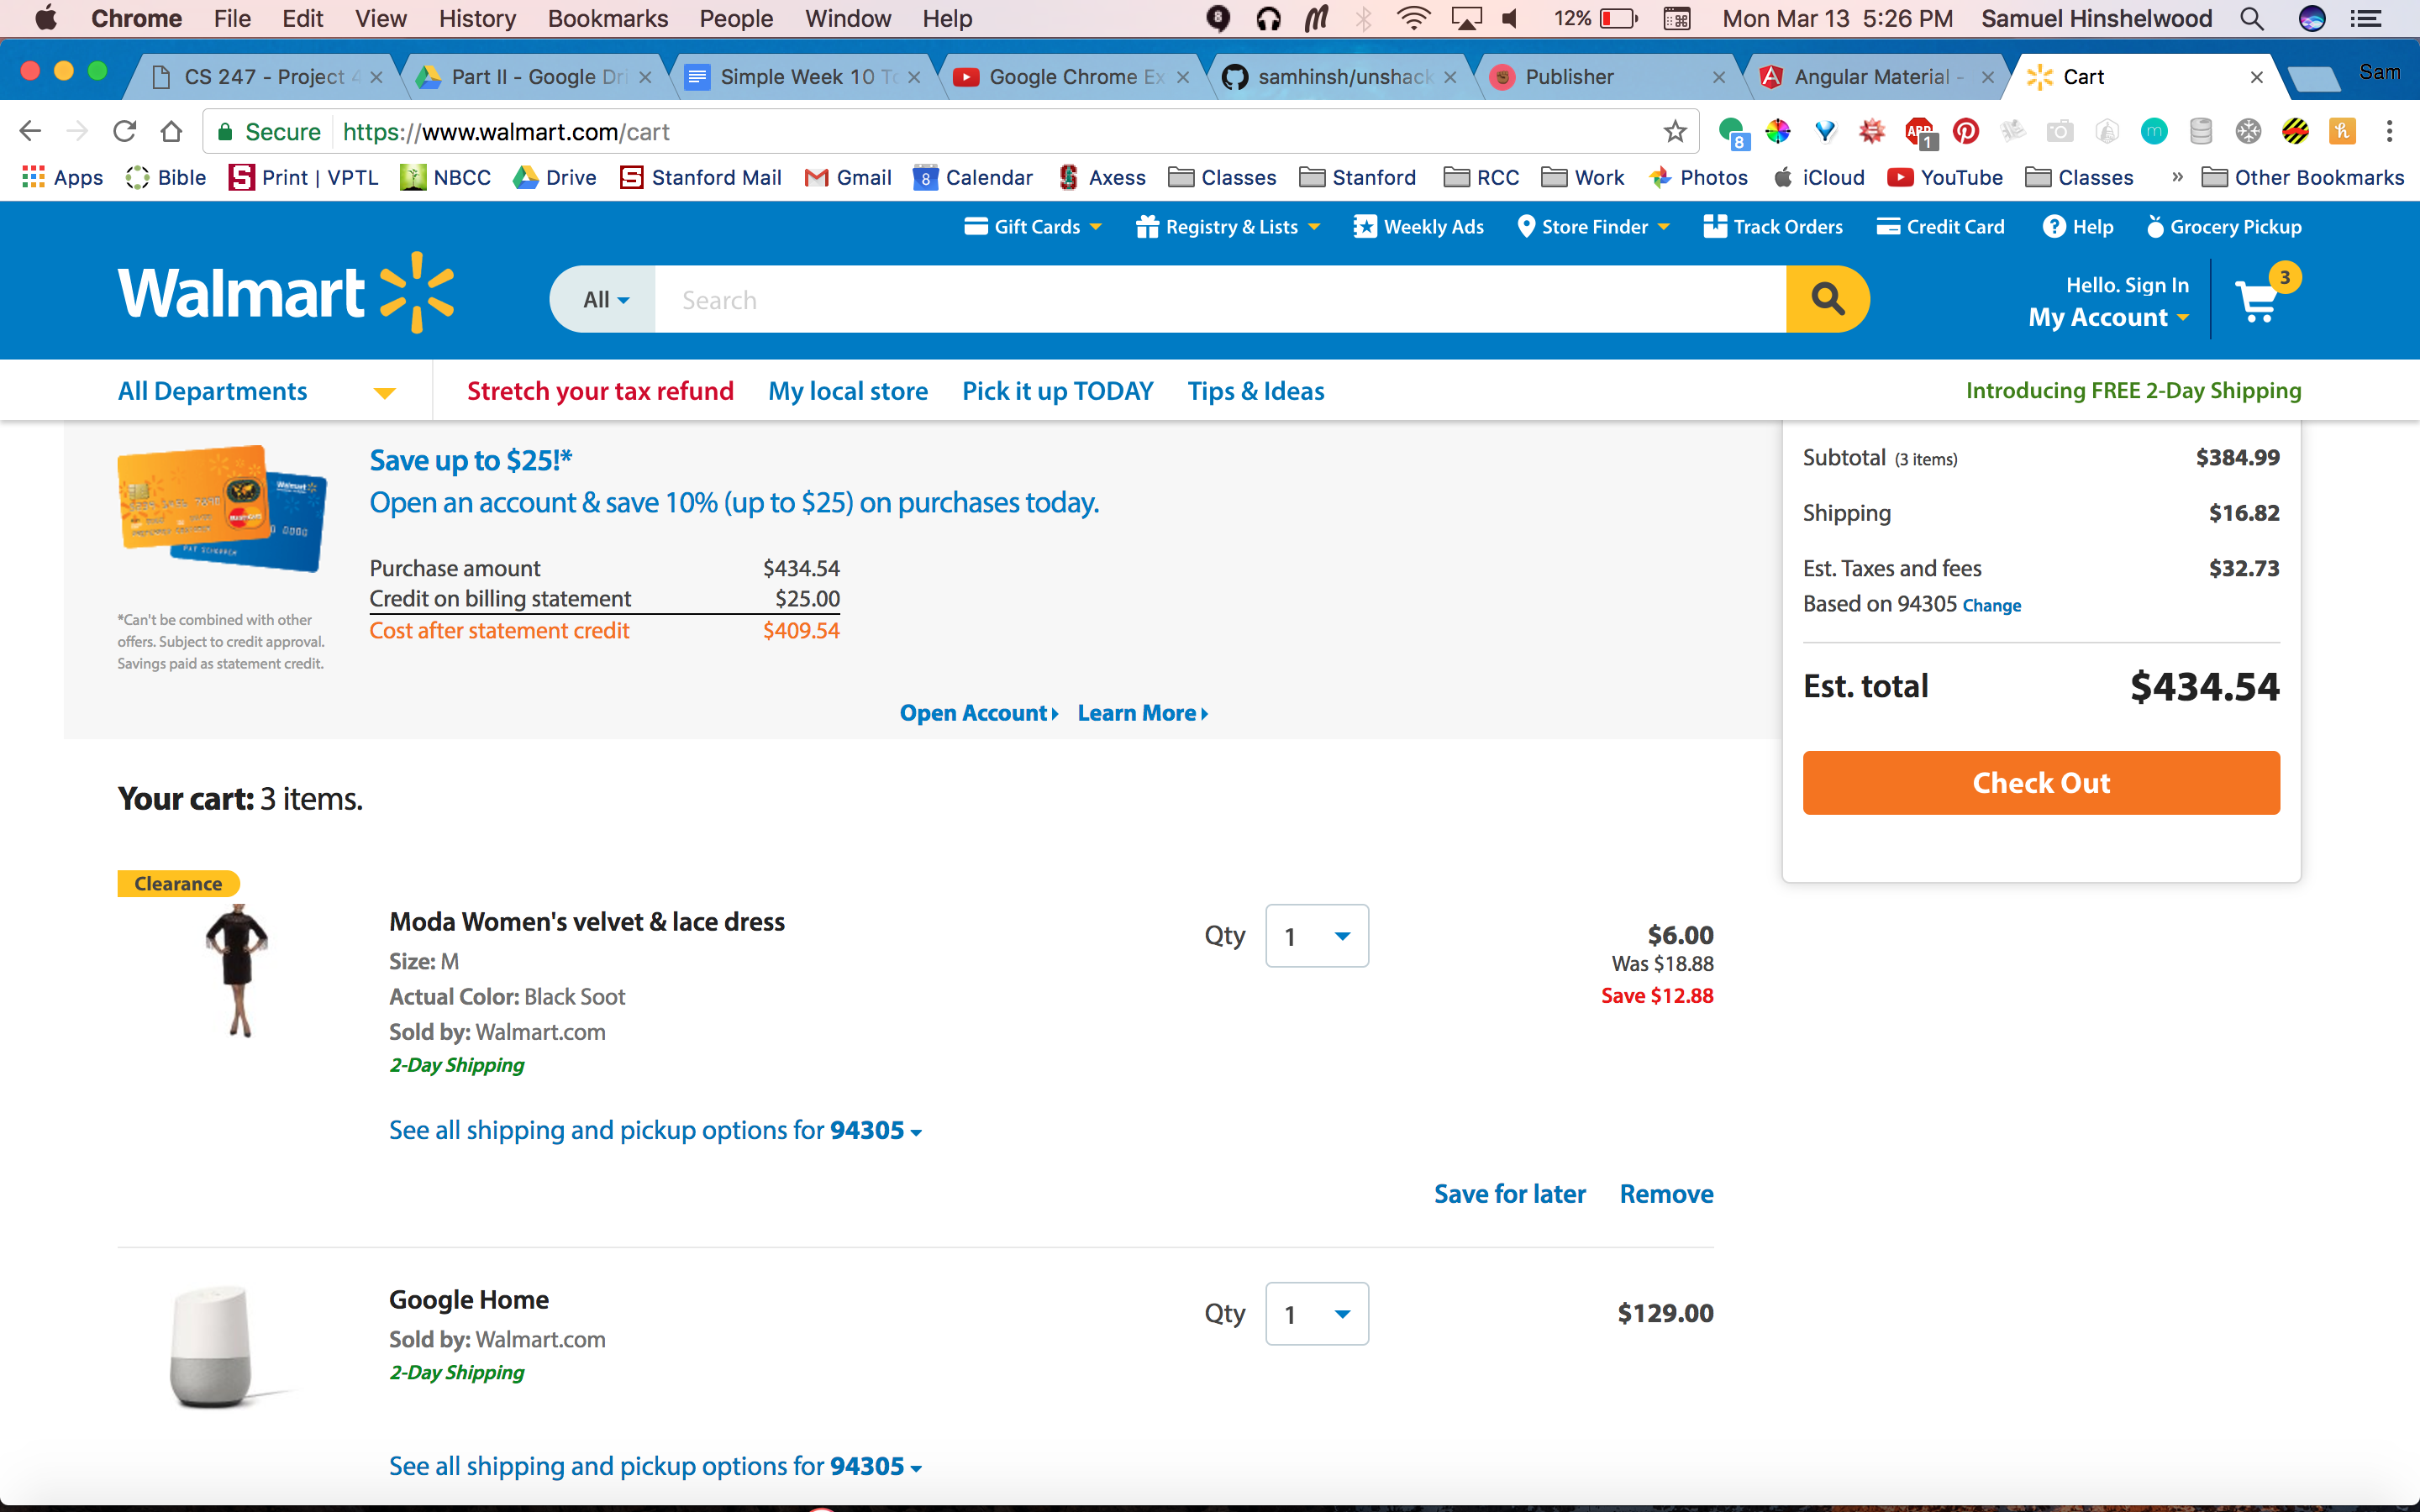 Chrome File Edit View History Bookmarks People Window Help 8 12% Mon Mar 13 5:26 PM Samuel Hinshelwood
CS 247 - Project 4 Part II - Google Dri Simple Week 10 To Google Chrome Ex samhinsh/unshack Publisher Angular Material - Cart Sam
Secure https://www.walmart.com/cart 8 ABP 1 m h
Apps Bible S Print | VPTL NBCC Drive S Stanford Mail Gmail 8 Calendar Axess Classes Stanford RCC Work Photos iCloud YouTube Classes » Other Bookmarks
Gift Cards Registry & Lists Weekly Ads Store Finder Track Orders Credit Card ? Help Grocery Pickup
Walmart All Search Hello. Sign In
My Account 3
All Departments Stretch your tax refund My local store Pick it up TODAY Tips & Ideas Introducing FREE 2-Day Shipping
Save up to $25!*
Open an account & save 10% (up to $25) on purchases today.
Purchase amount $434.54
Credit on billing statement $25.00
Cost after statement credit $409.54
Walmart
0000
*Can't be combined with other
offers. Subject to credit approval.
Savings paid as statement credit.
Open Account Learn More
Subtotal (3 items) $384.99
Shipping $16.82
Est. Taxes and fees $32.73
Based on 94305 Change
Est. total $434.54
Check Out
Your cart: 3 items.
Clearance
Moda Women's velvet & lace dress
Size: M
Actual Color: Black Soot
Sold by: Walmart.com
2-Day Shipping
Qty 1
$6.00
Was $18.88
Save $12.88
See all shipping and pickup options for 94305
Save for later Remove
Google Home
Sold by: Walmart.com
2-Day Shipping
Qty 1
$129.00
See all shipping and pickup options for 94305